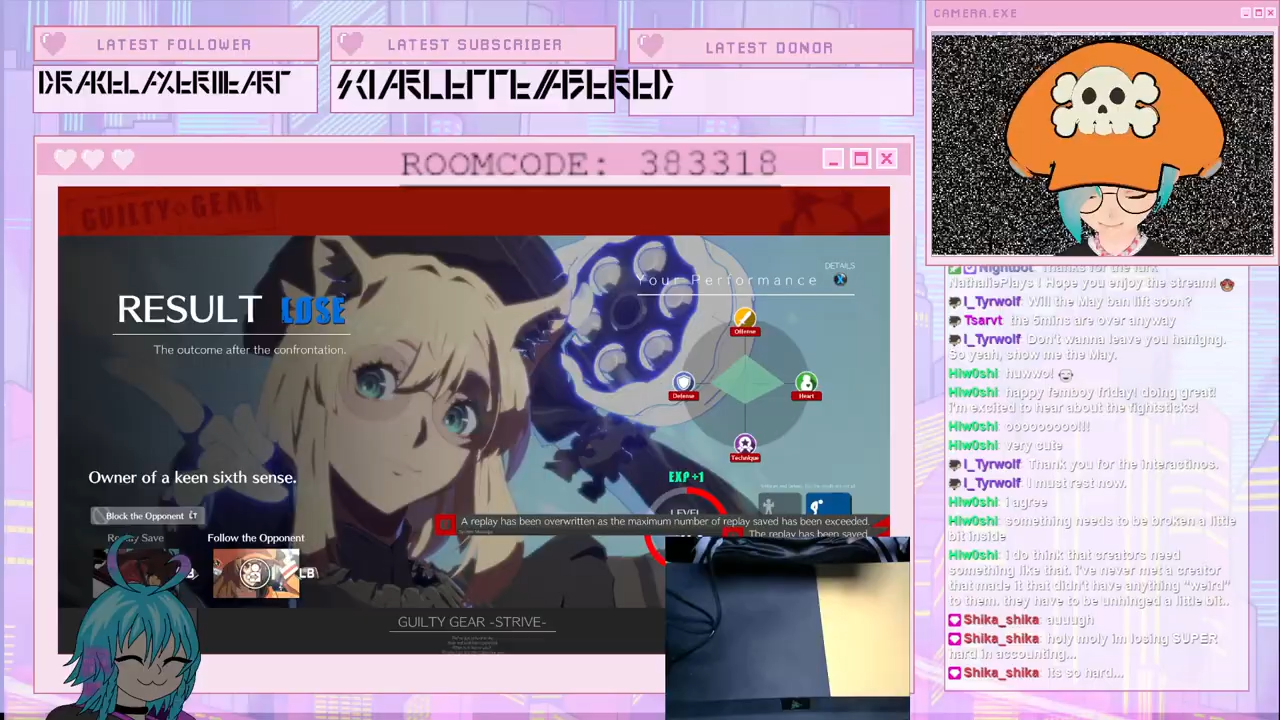 CAMERA.EXE
LATEST FOLLOWER
LATEST SUBSCRIBER
LATEST DONOR
ROOMCODE: 383318
GUILTY GEAR
RESULT LOSE
The outcome after the confrontation.
DETAILS
Your Performance
X
Offense
Defense
Heart
Technique
Owner of a keen sixth sense.
EXP +1
LEVEL
Block the Opponent
Replay Save
Follow the Opponent
A replay has been overwritten as the maximum number of replay saved has been exceeded.
The replay has been saved.
GUILTY GEAR -STRIVE-
Nightbot Thanks for the lurk
NathaliePlays ! Hope you enjoy the stream!
I_Tyrwolf Will the May ban lift soon?
Tsarvt the 5mins are over anyway
I_Tyrwolf Don't wanna leave you hanigng.
So yeah, show me the May.
Hiw0shi huwwo!
Hiw0shi happy femboy friday! doing great!
i'm excited to hear about the fightsticks!
Hiw0shi ooooooooo!!!
Hiw0shi very cute
I_Tyrwolf Thank you for the interactinos.
I_Tyrwolf I must rest now.
Hiw0shi i agree
Hiw0shi something needs to be broken a little
bit inside
Hiw0shi i do think that creators need
something like that. i've never met a creator
that made it that didn't have anything "weird"
to them. they have to be unhinged a little bit..
Shika_shika auuugh
Shika_shika holy moly im losing SUPER
hard in accounting...
Shika_shika its so hard...